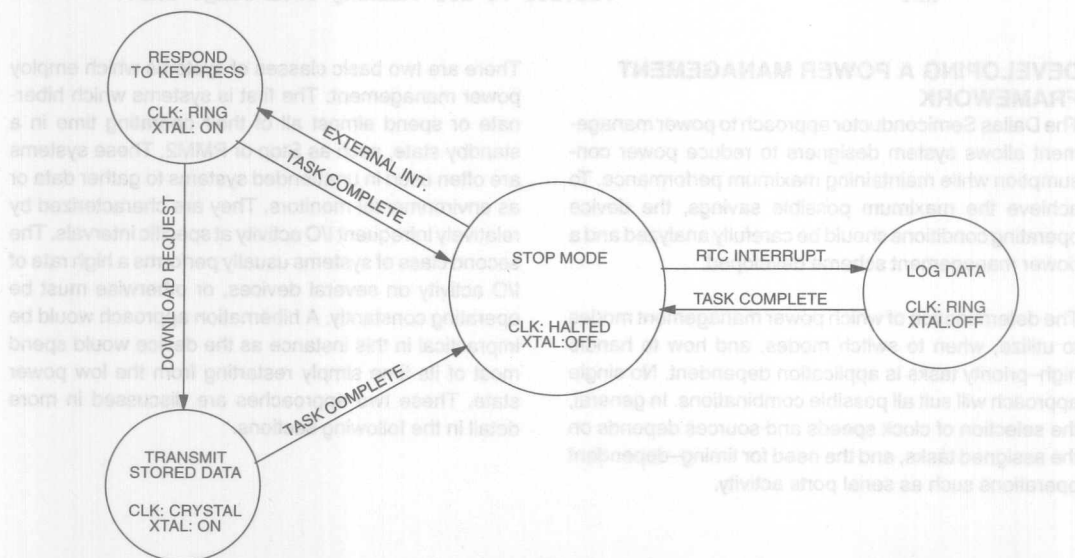 RESPOND
TO KEYPRESS
CLK: RING
XTAL: ON
EXTERNAL INT:
TASK COMPLETE
DOWNLOAD REQUEST
STOP MODE
CLK: HALTED
XTAL:OFF
RTC INTERRUPT
TASK COMPLETE
LOG DATA
CLK: RING
XTAL:OFF
TASK COMPLETE
TRANSMIT
STORED DATA
CLK: CRYSTAL
XTAL: ON
DEVELOPING A POWER MANAGEMENT
FRAMEWORK
The Dallas Semiconductor approach to power manage-
ment allows system designers to reduce power con-
sumption while maintaining maximum performance. To
achieve the maximum possible savings, the device
operating conditions should be carefully analyzed and a
power management scheme
The of which power management modes
to utilize, when to switch modes, and how to handle
high–priority tasks is application dependent. No single
approach will suit all possible combinations. In general,
the selection of clock speeds and sources depends on
the assigned tasks, and the need for timing–dependent
operations such as serial ports activity.
There are two basic classes of which employ
power management. The first is systems which hiber-
nate or spend almost all of their time in a
standby state, as Stop or PMM2. These systems
are often in systems to gather data or
as monitors. They are characterized by
relatively infrequent I/O activity at specific intervals. The
second class of systems usually performs a high rate of
I/O activity on several devices, or otherwise must be
operating constantly. A hibernation approach would be
impractical in this instance as the device would spend
most of its time simply restarting from the low power
state. These approaches are discussed in more
detail in the following sections.